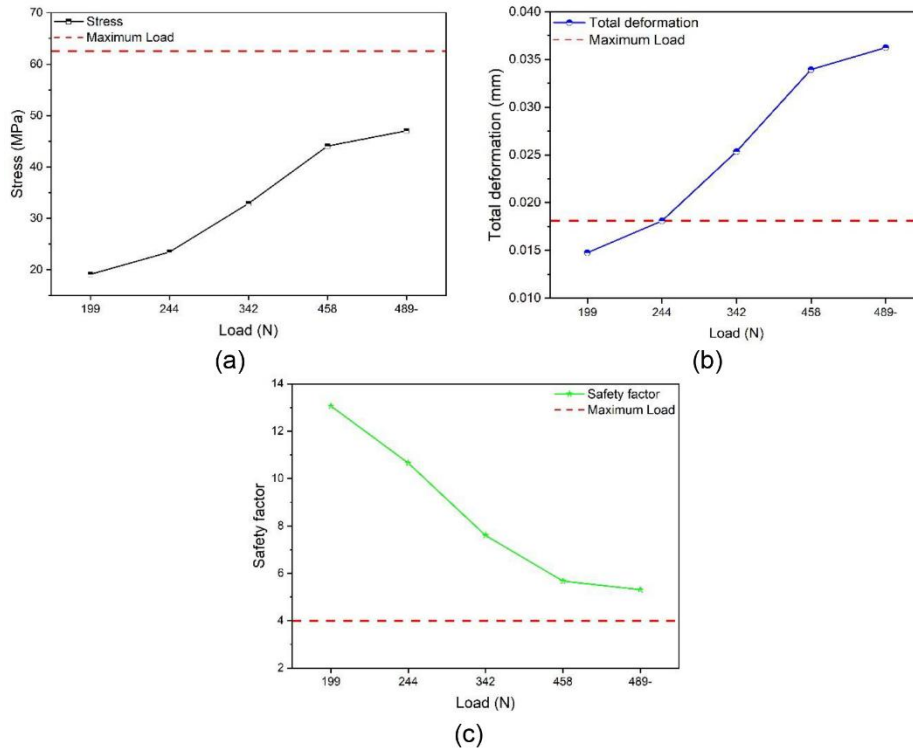 Stress
Maximum Load
70
60
50
40
30
20
Stress (MPa)
199 244 342 458 489-
Load (N)
(a)
Total deformation
Maximum Load
0.040
0.035
0.030
0.025
0.020
0.015
0.010
Total deformation (mm)
199 244 342 458 489-
Load (N)
(b)
Safety factor
Maximum Load
14
12
10
8
6
4
2
Safety factor
199 244 342 458 489-
Load (N)
(c)